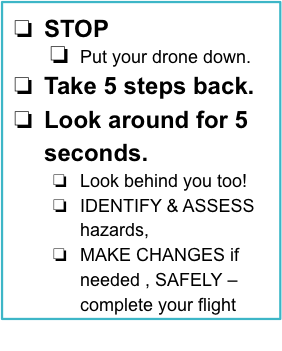 ❏ STOP
❏ Put your drone down.
❏ Take 5 steps back.
❏ Look around for 5
seconds.
❏ Look behind you too!
❏ IDENTIFY & ASSESS
hazards,
❏ MAKE CHANGES if
needed , SAFELY –
complete your flight